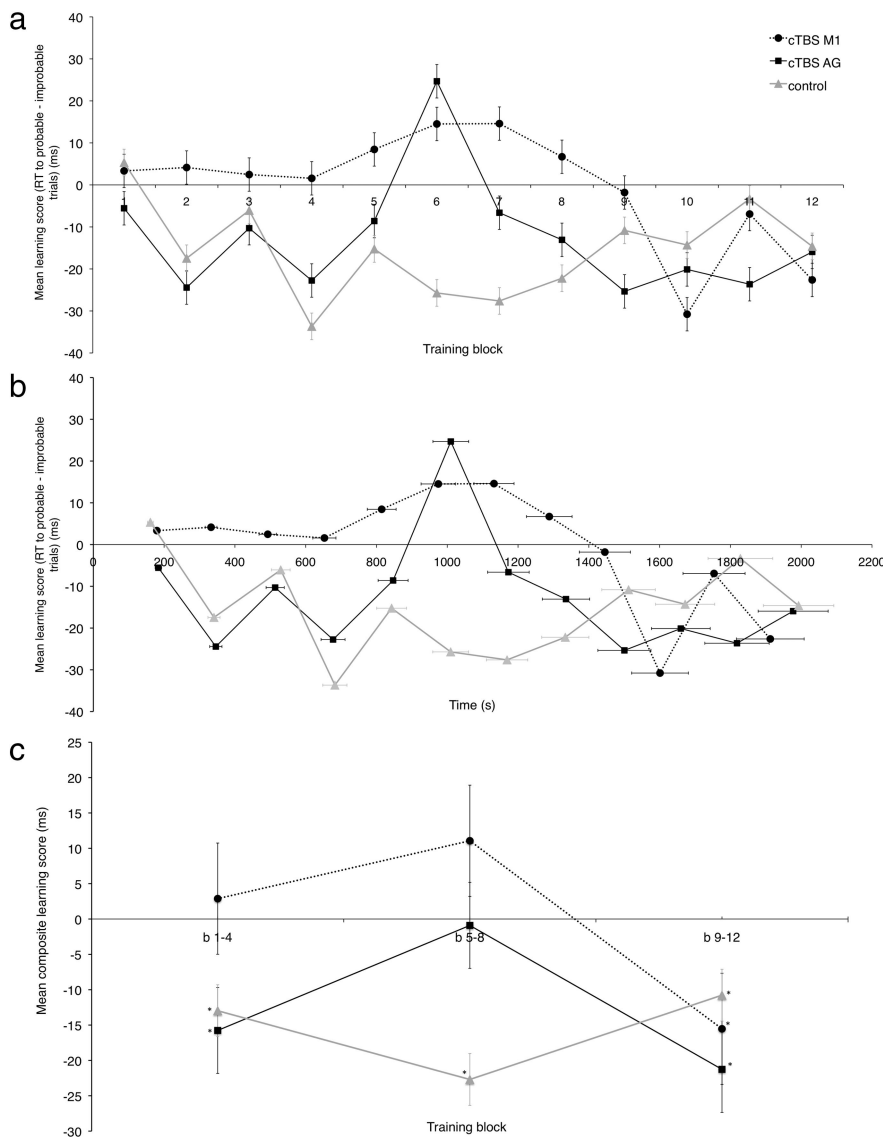 a
40
30
20
10
0
-10
-20
-30
-40
Mean learning score (RT to probable - improbable
trials) (ms)
1 2 3 4 5 6 7 8 9 10 11 12
Training block
cTBS M1
cTBS AG
control
b
40
30
20
10
0
-10
-20
-30
-40
Mean learning score (RT to probable - improbable
trials) (ms)
0 200 400 600 800 1000 1200 1400 1600 1800 2000 2200
Time (s)
c
25
20
15
10
5
0
-5
-10
-15
-20
-25
-30
Mean composite learning score (ms)
b 1-4 b 5-8 b 9-12
* * * * * *
Training block